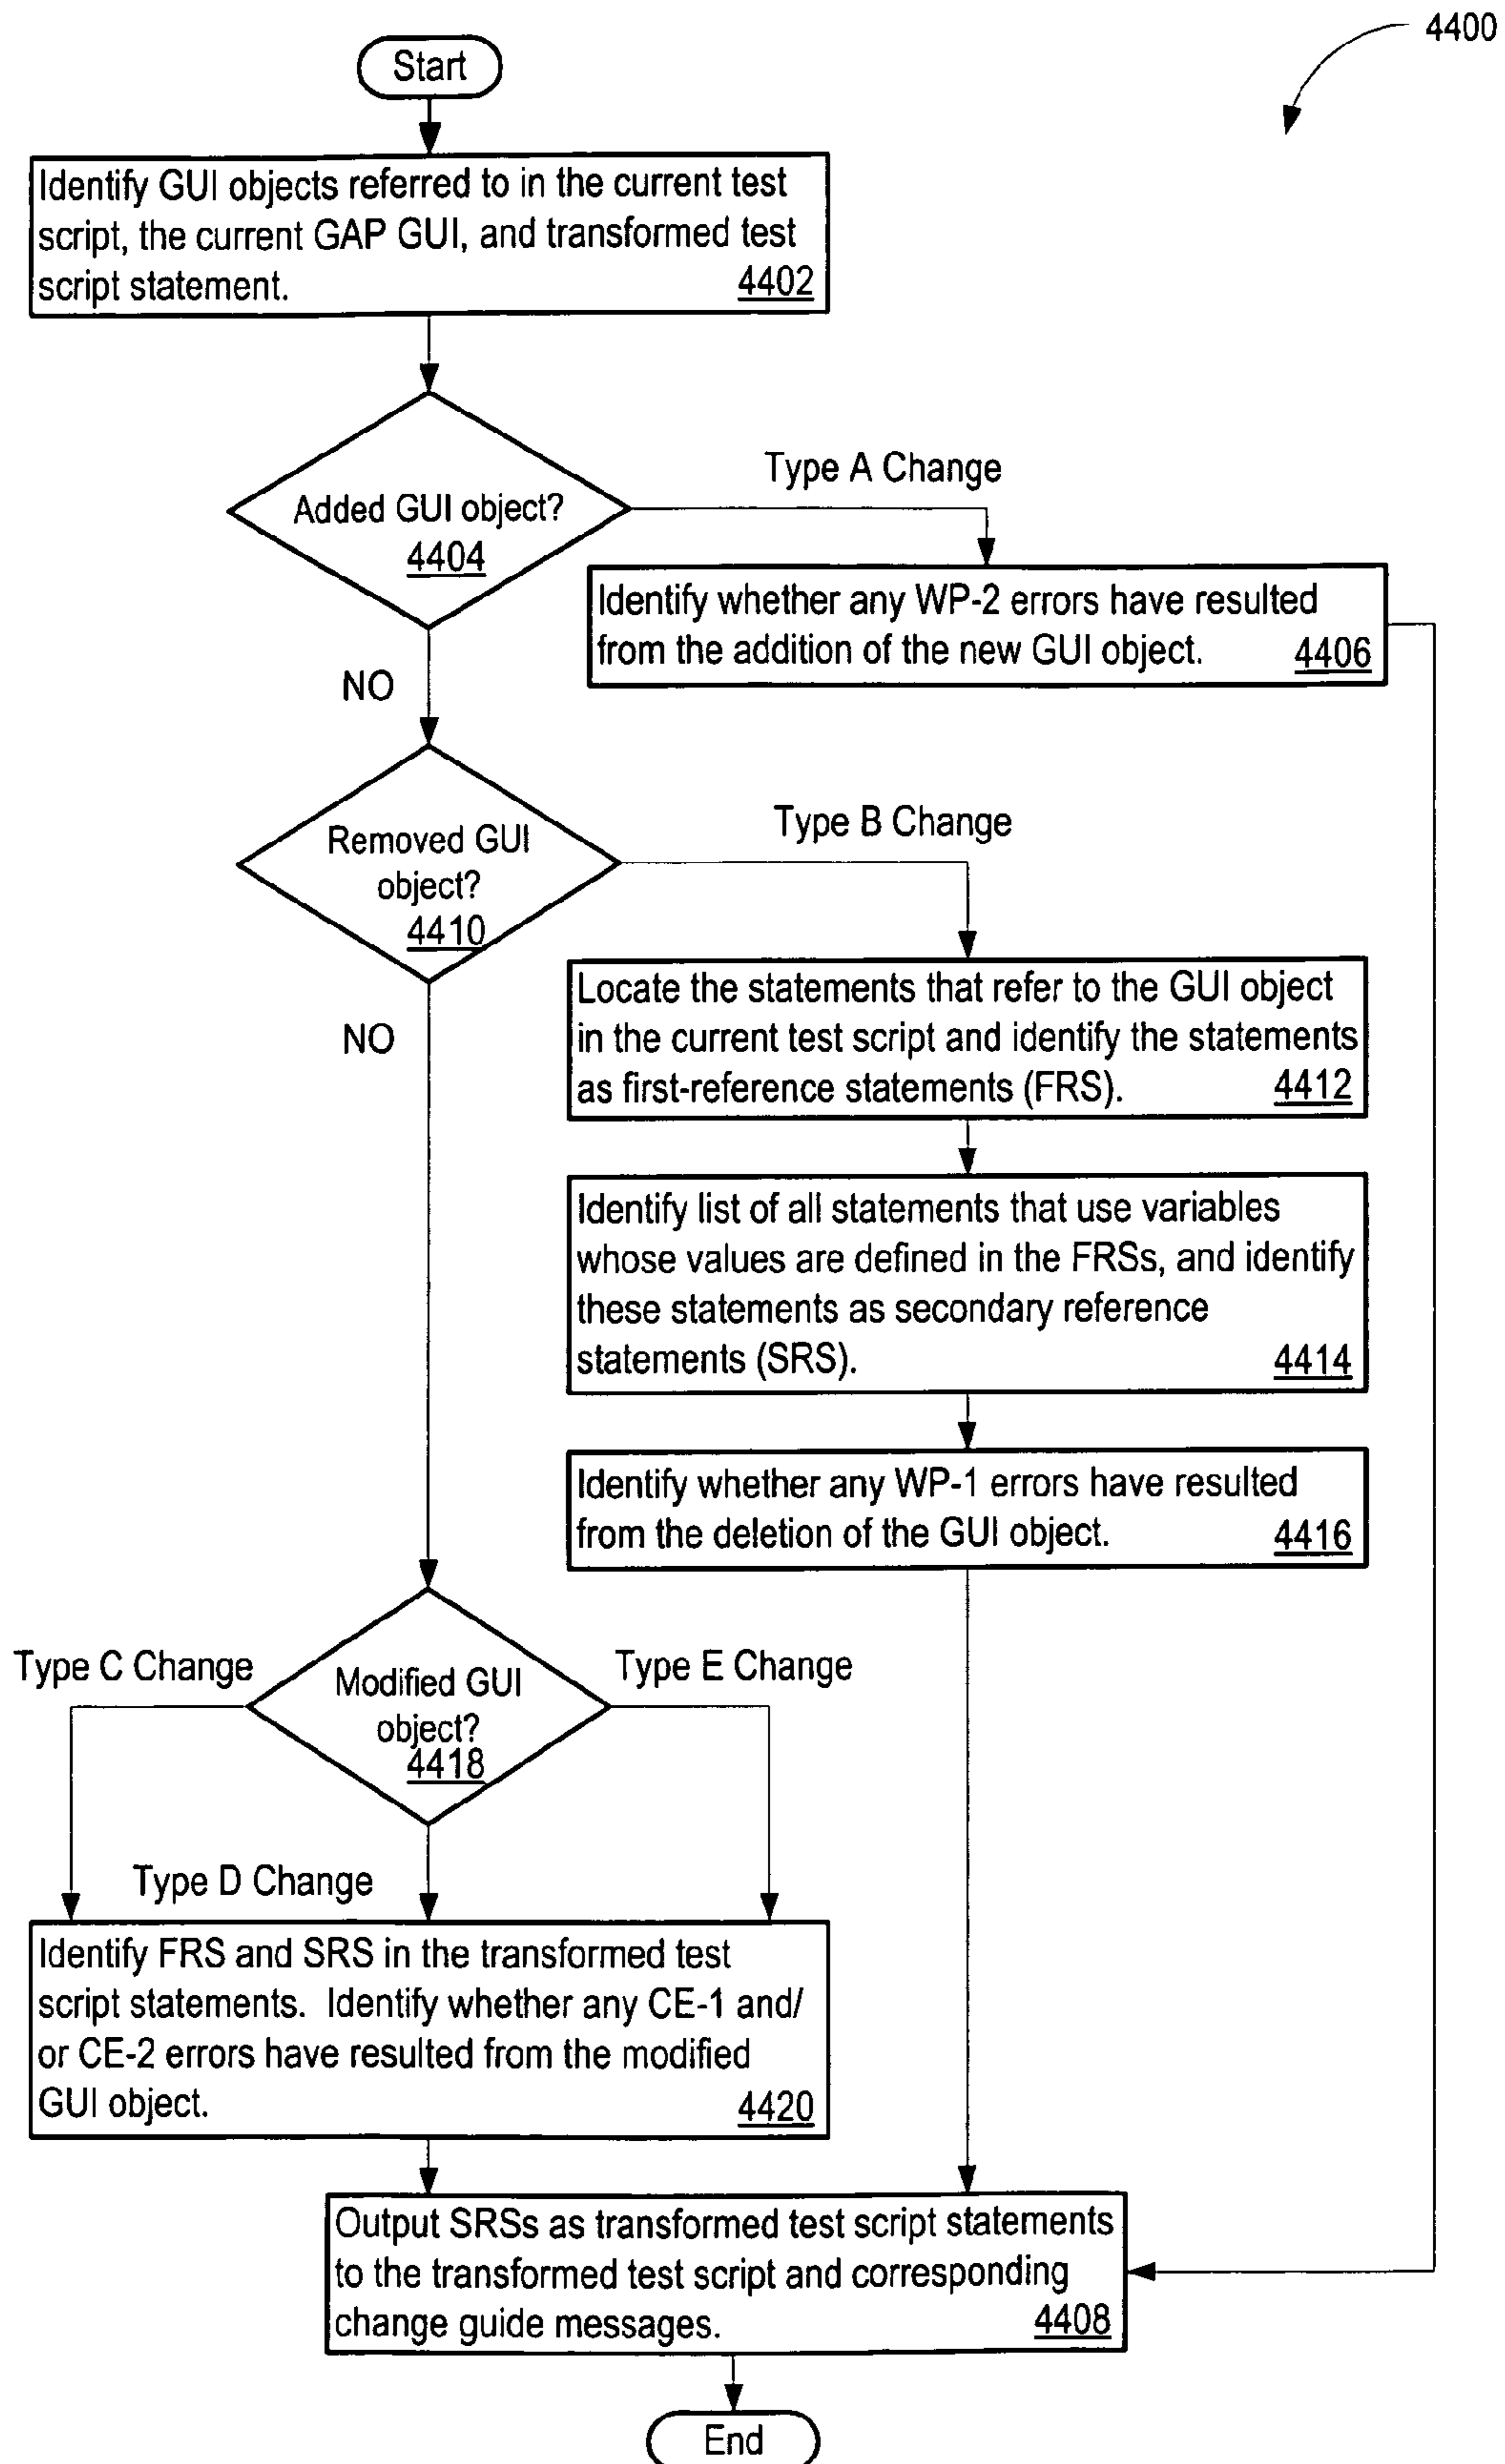 4400
Start
Identify GUI objects referred to in the current test
script, the current GAP GUI, and transformed test
script statement. 4402
Added GUI object?
4404
Type A Change
Identify whether any WP-2 errors have resulted
from the addition of the new GUI object. 4406
NO
Removed GUI
object?
4410
Type B Change
Locate the statements that refer to the GUI object
in the current test script and identify the statements
as first-reference statements (FRS). 4412
NO
Identify list of all statements that use variables
whose values are defined in the FRSs, and identify
these statements as secondary reference
statements (SRS). 4414
Identify whether any WP-1 errors have resulted
from the deletion of the GUI object. 4416
Type C Change
Modified GUI
object?
4418
Type E Change
Type D Change
Identify FRS and SRS in the transformed test
script statements. Identify whether any CE-1 and/
or CE-2 errors have resulted from the modified
GUI object. 4420
Output SRSs as transformed test script statements
to the transformed test script and corresponding
change guide messages. 4408
End